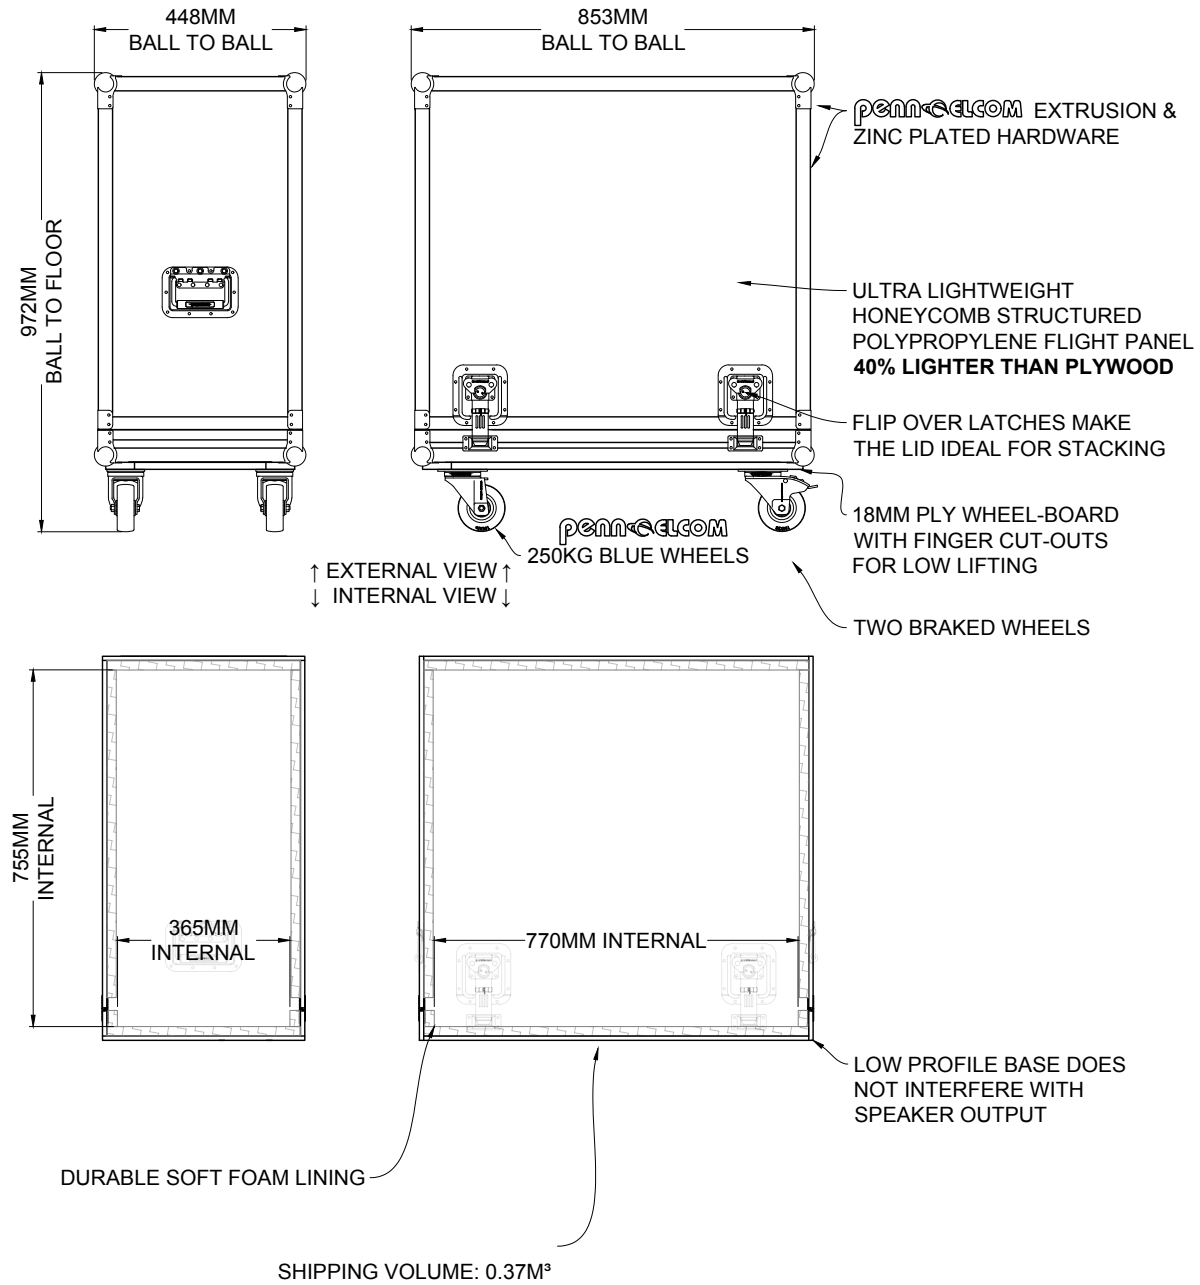 448MM
BALL TO BALL
853MM
BALL TO BALL
972MM
BALL TO FLOOR
penn elcom EXTRUSION &
ZINC PLATED HARDWARE
ULTRA LIGHTWEIGHT
HONEYCOMB STRUCTURED
POLYPROPYLENE FLIGHT PANEL
40% LIGHTER THAN PLYWOOD
FLIP OVER LATCHES MAKE
THE LID IDEAL FOR STACKING
18MM PLY WHEEL-BOARD
WITH FINGER CUT-OUTS
FOR LOW LIFTING
penn elcom
250KG BLUE WHEELS
↑ EXTERNAL VIEW ↑
↓ INTERNAL VIEW ↓
TWO BRAKED WHEELS
755MM
INTERNAL
365MM
INTERNAL
770MM INTERNAL
LOW PROFILE BASE DOES
NOT INTERFERE WITH
SPEAKER OUTPUT
DURABLE SOFT FOAM LINING
SHIPPING VOLUME: 0.37M³